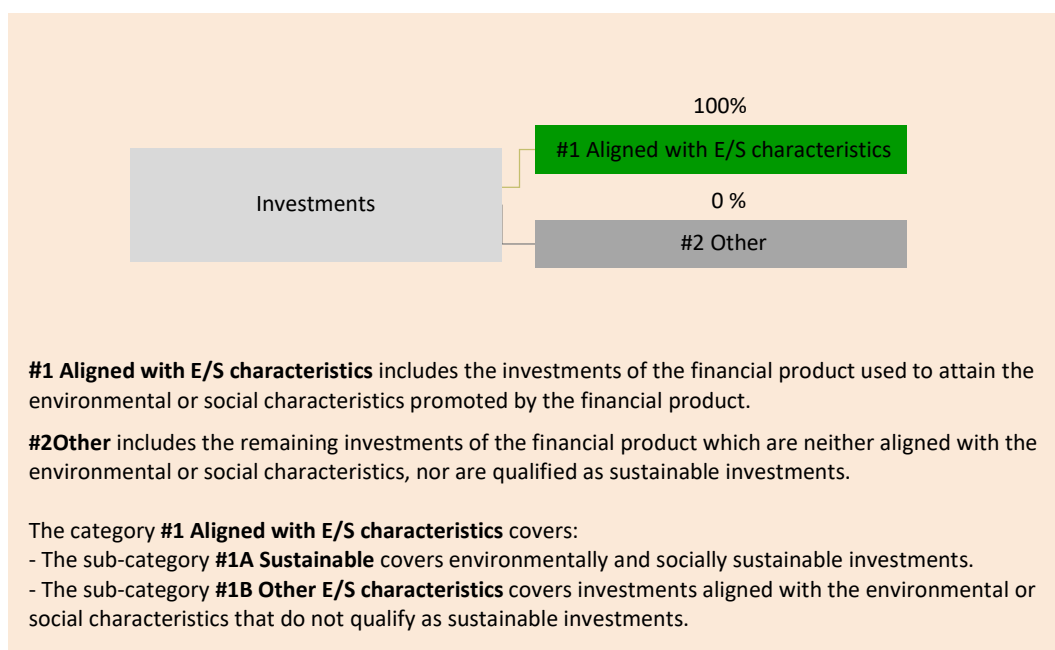 100%
#1 Aligned with E/S characteristics
Investments
0 %
#2 Other
#1 Aligned with E/S characteristics includes the investments of the financial product used to attain the
environmental or social characteristics promoted by the financial product.
#2Other includes the remaining investments of the financial product which are neither aligned with the
environmental or social characteristics, nor are qualified as sustainable investments.
The category #1 Aligned with E/S characteristics covers:
- The sub-category #1A Sustainable covers environmentally and socially sustainable investments.
- The sub-category #1B Other E/S characteristics covers investments aligned with the environmental or
social characteristics that do not qualify as sustainable investments.